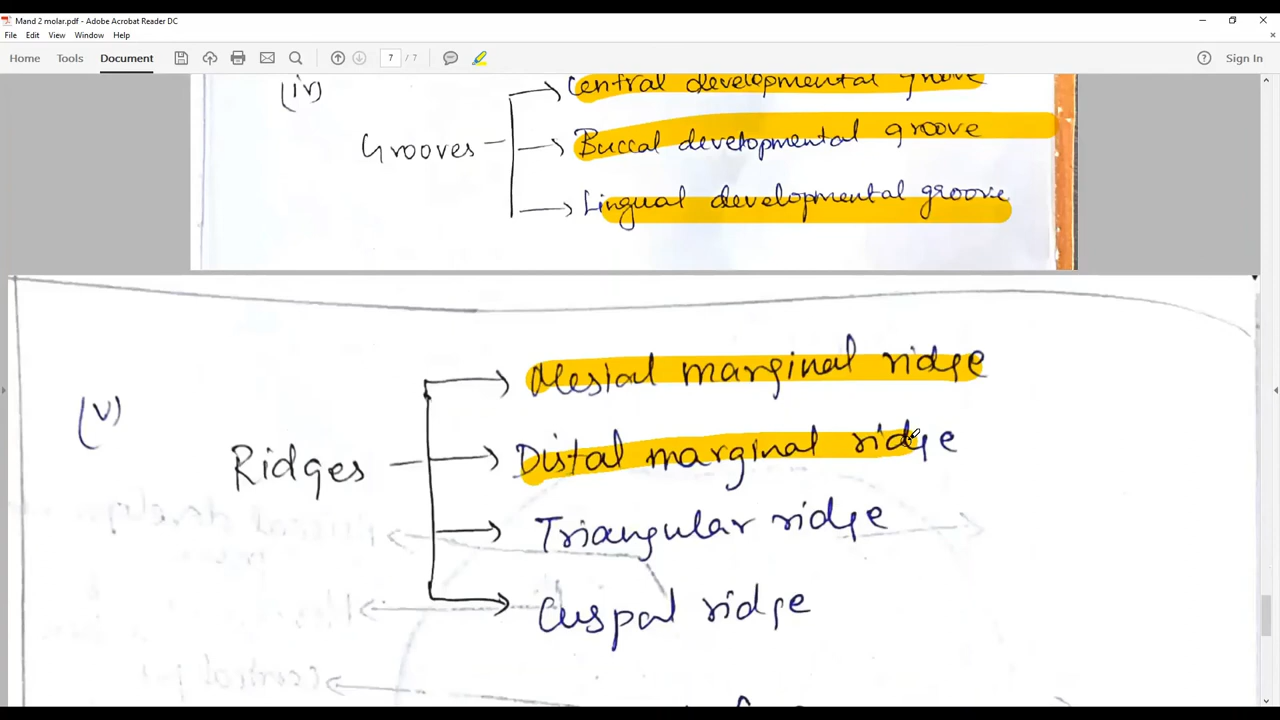 Mand 2 molar.pdf - Adobe Acrobat Reader DC
File Edit View Window Help
Home Tools Document 7 / 7 Sign In
(iv)
Central developmental groove
Grooves
Buccal developmental groove
Lingual developmental groove
(v)
Ridges
Mesial marginal ridge
Distal marginal ridge
Triangular ridge
Cuspal ridge